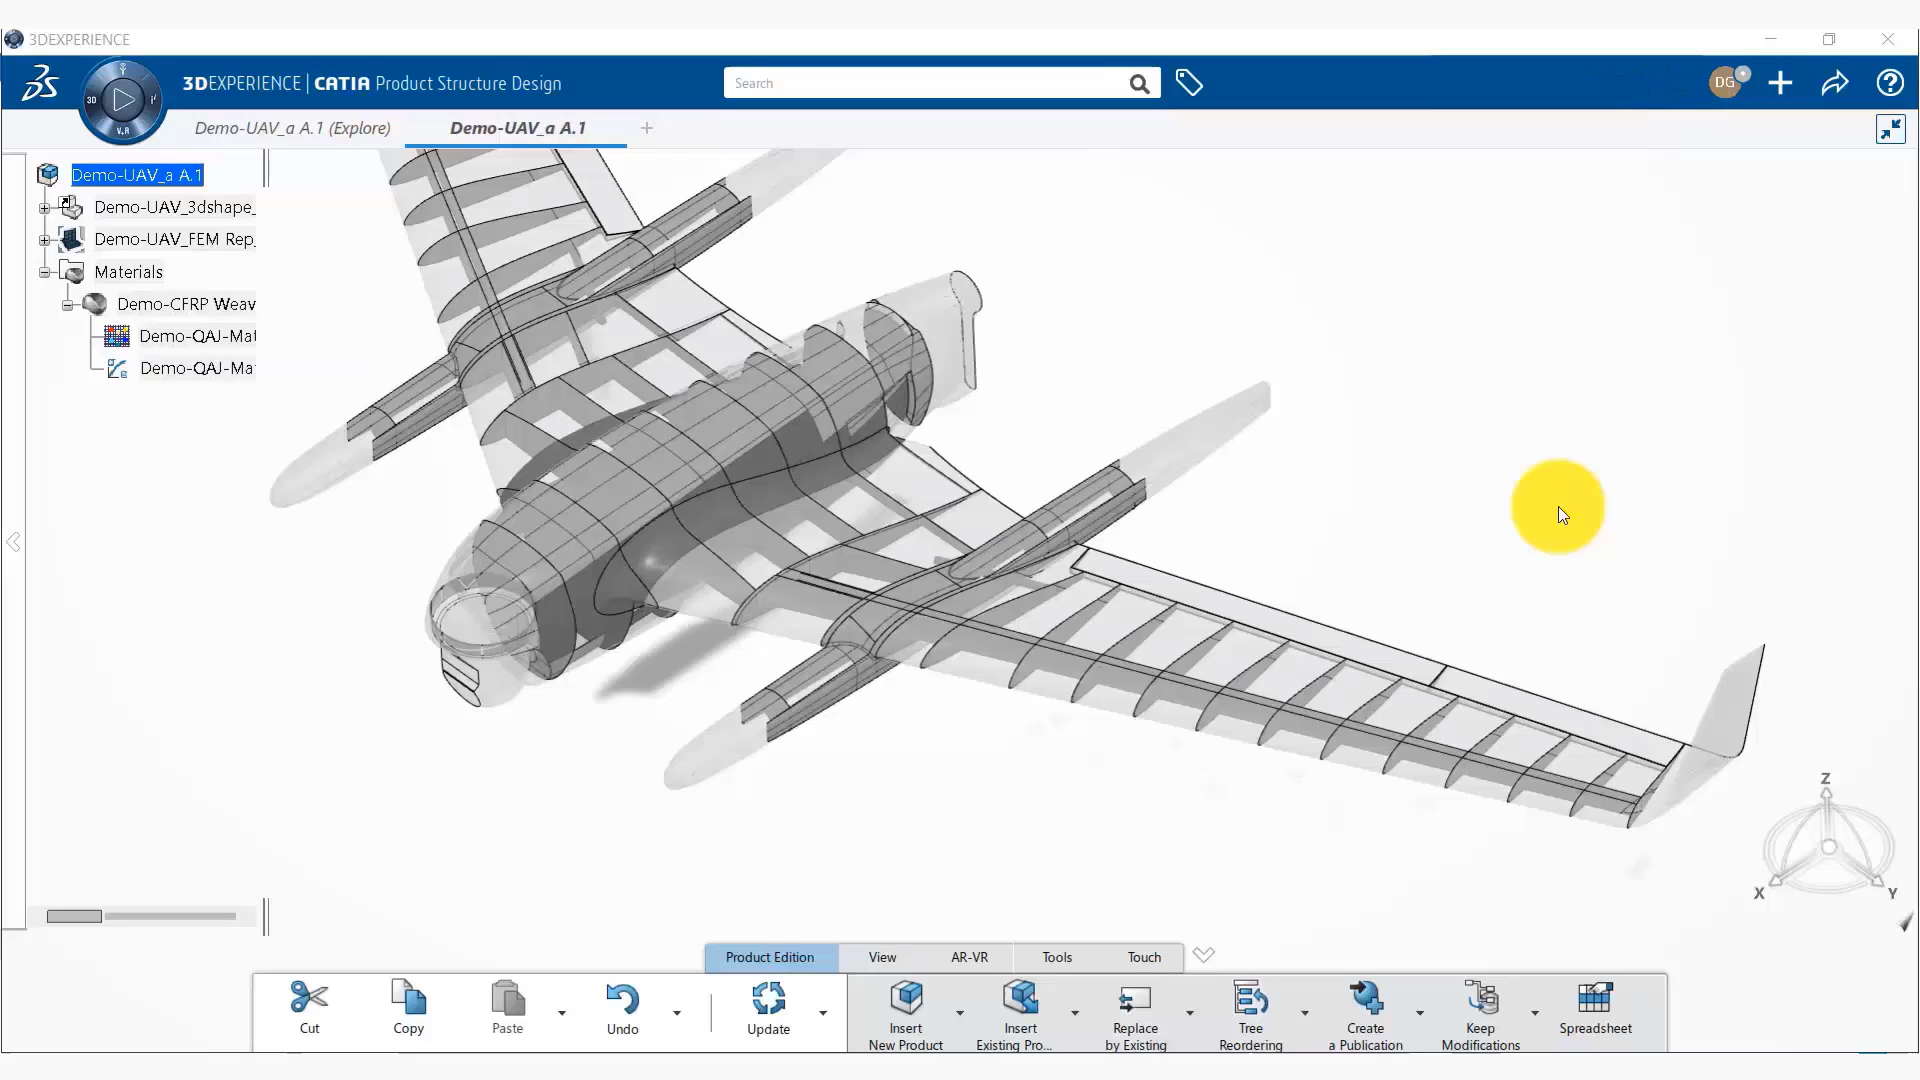 3DEXPERIENCE
3DEXPERIENCE | CATIA Product Structure Design
Search
DG
3D
V.R
Demo-UAV_a A.1 (Explore)
Demo-UAV_a A.1
Demo-UAV_a A.1
Demo-UAV_3dshape_
Demo-UAV_FEM Rep_
Materials
Demo-CFRP Weav
Demo-QAJ-Mat
Demo-QAJ-Ma
Z
X
Y
Product Edition
View
AR-VR
Tools
Touch
Cut
Copy
Paste
Undo
Update
Insert
New Product
Insert
Existing Pro...
Replace
by Existing
Tree
Reordering
Create
a Publication
Keep
Modifications
Spreadsheet